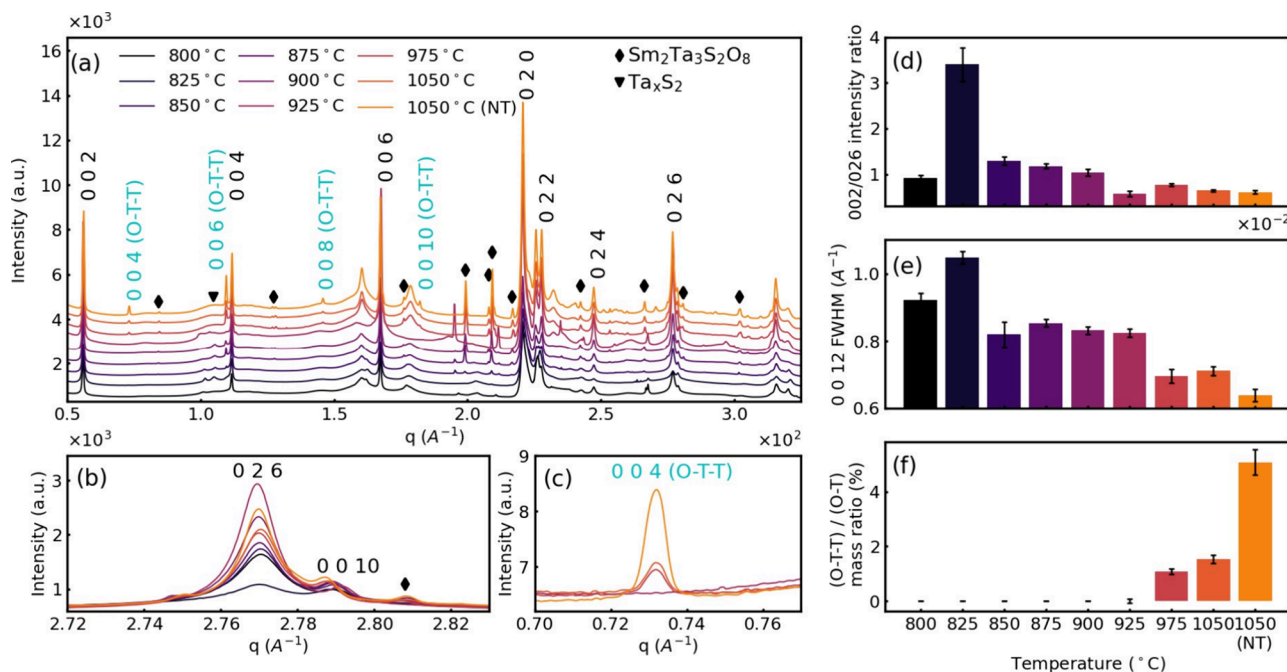 ×10³
(a)
800°C
825°C
850°C
875°C
900°C
925°C
975°C
1050°C
1050°C (NT)
Sm₂Ta₃S₂O₈
TaₓS₂
0 0 2
0 0 4 (O-T-T)
0 0 6 (O-T-T)
0 0 4
0 0 8 (O-T-T)
0 0 6
0 0 10 (O-T-T)
0 2 0
0 2 2
0 2 4
0 2 6
Intensity (a.u.)
16
14
12
10
8
6
4
2
0.5 1.0 1.5 2.0 2.5 3.0
q (A⁻¹)
×10³
(b)
0 2 6
0 0 10
Intensity (a.u.)
3
2
1
2.72 2.74 2.76 2.78 2.80 2.82
q (A⁻¹)
×10²
(c)
0 0 4 (O-T-T)
Intensity (a.u.)
9
8
7
0.70 0.72 0.74 0.76
q (A⁻¹)
(d)
002/026 intensity ratio
4
3
2
1
×10⁻²
(e)
0 0 12 FWHM (A⁻¹)
1.0
0.8
0.6
(f)
(O-T-T) / (O-T)
mass ratio (%)
4
2
0
800 825 850 875 900 925 975 1050 1050
(NT)
Temperature (°C)